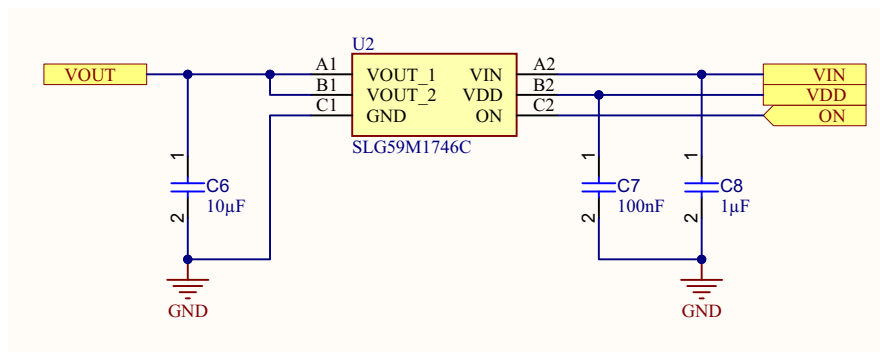 U2
A1
A2
VOUT
VOUT_1
VIN
VIN
B1
B2
VOUT_2
VDD
VDD
C1
C2
GND
ON
ON
SLG59M1746C
1
1
1
C6
C7
C8
10µF
100nF
1µF
2
2
2
GND
GND